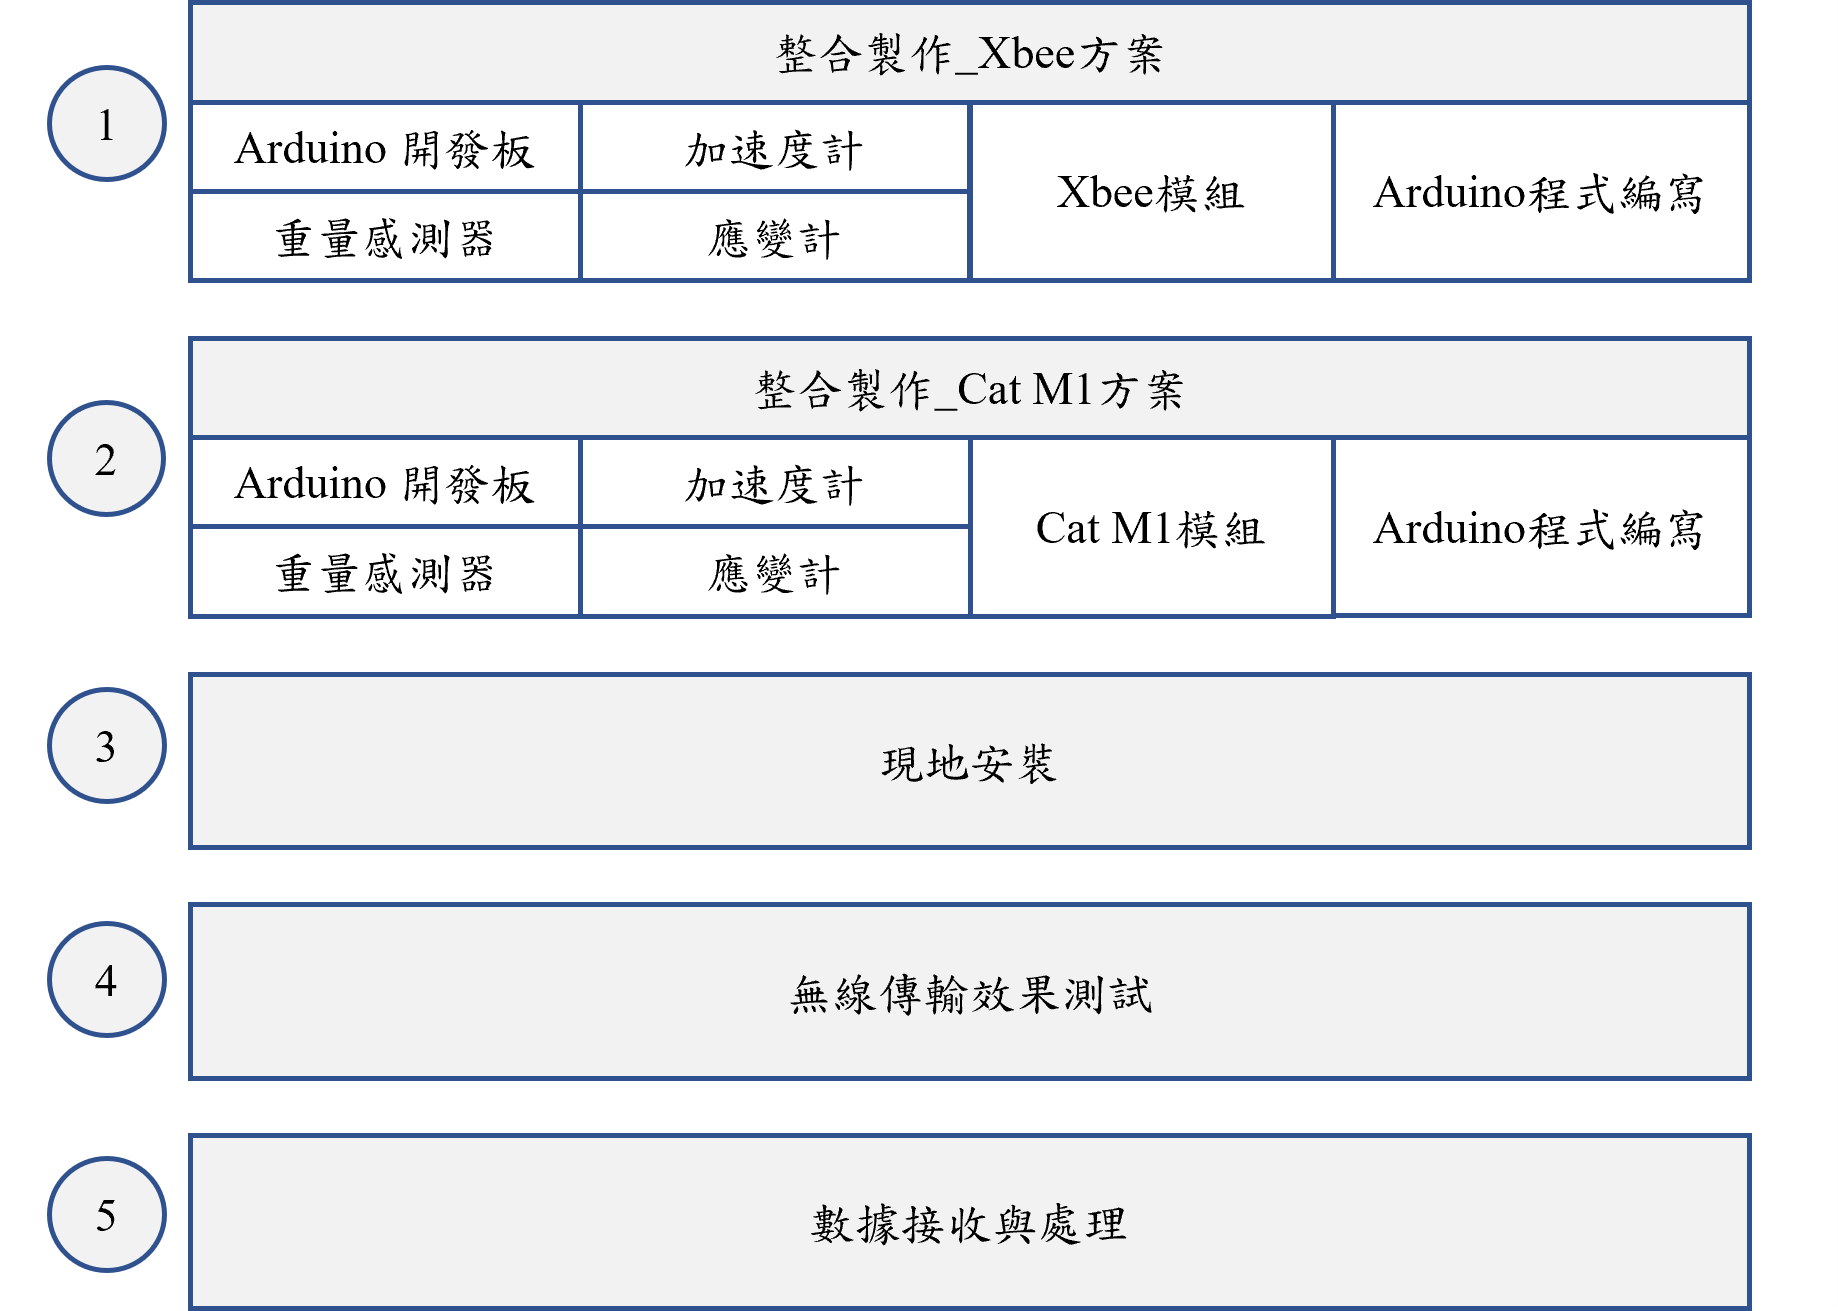 1
整合製作_Xbee方案
Arduino 開發板
加速度計
重量感測器
應變計
Xbee模組
Arduino程式編寫
2
整合製作_Cat M1方案
Arduino 開發板
加速度計
重量感測器
應變計
Cat M1模組
Arduino程式編寫
3
現地安裝
4
無線傳輸效果測試
5
數據接收與處理